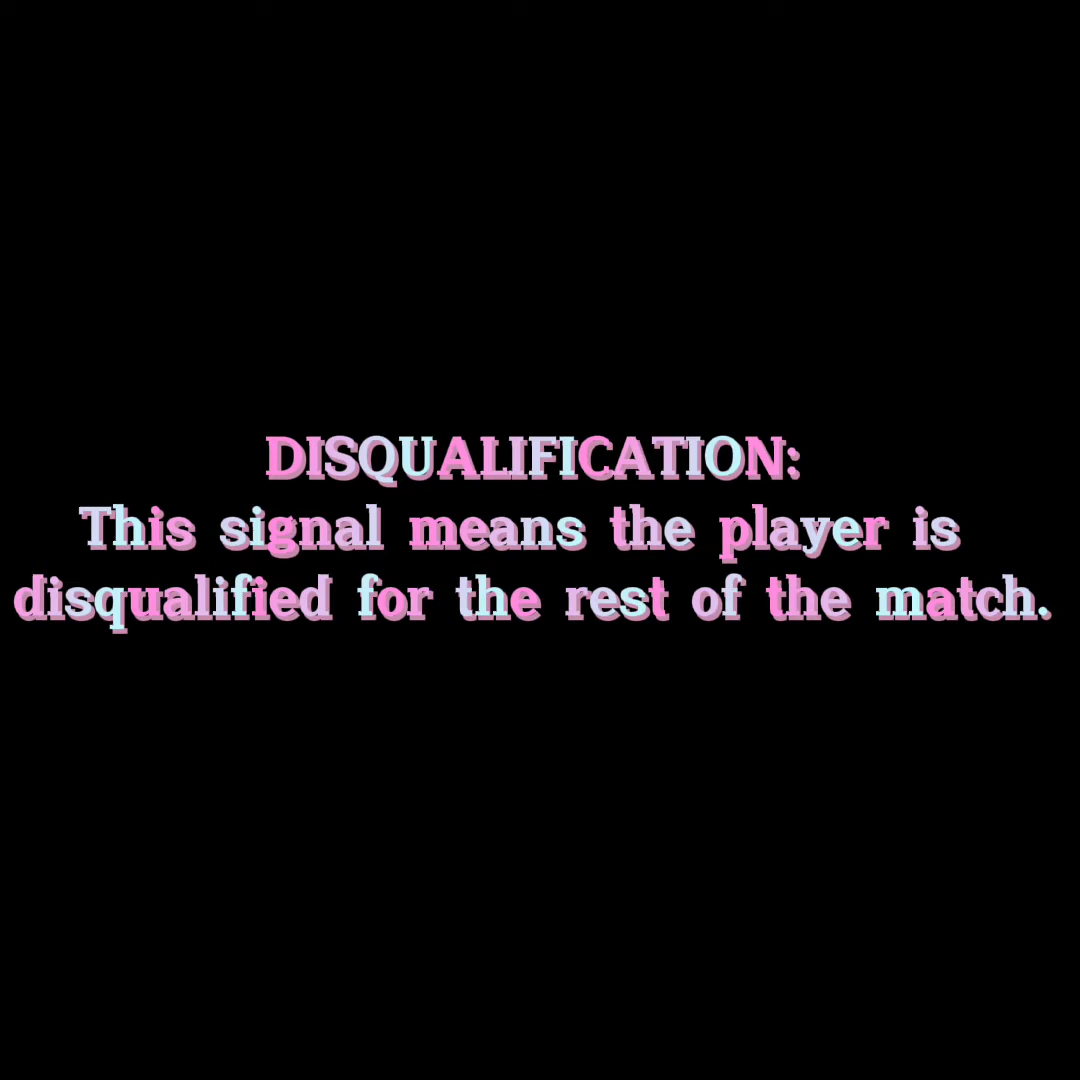 DISQUALIFICATION:
This signal means the player is
disqualified for the rest of the match.